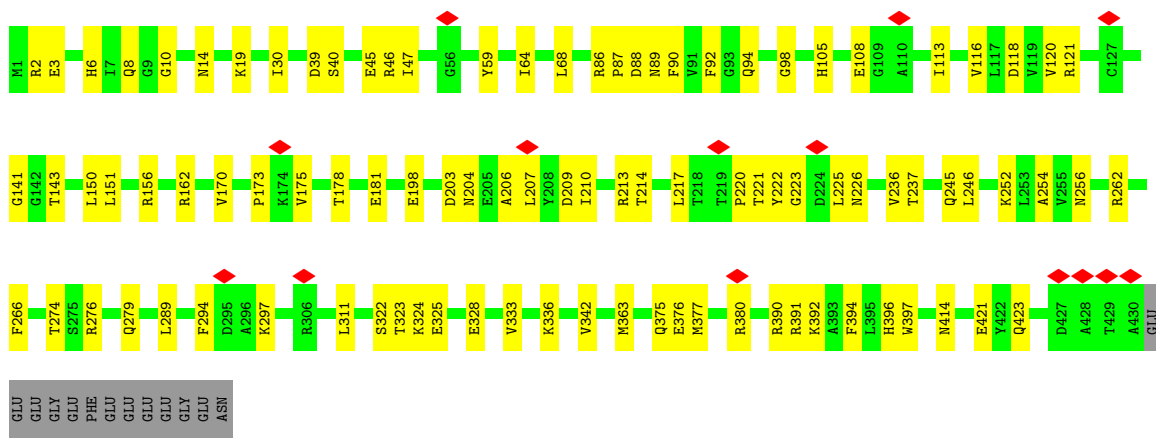 M1 R2 E3 H6 I7 Q8 G9 G10 N14 K19 I30 D39 S40 E45 R46 I47 G56 Y59 I64 L68 R86 P87 D88 N89 F90 V91 F92 G93 Q94 G98 H105 E108 G109 A110 I113 V116 L117 D118 V119 V120 R121 C127
G141 G142 T143 L150 L151 R156 R162 V170 P173 K174 V175 T178 E181 E198 D203 N204 E205 A206 L207 Y208 D209 I210 R213 T214 L217 T218 T219 P220 T221 Y222 G223 D224 L225 N226 V236 T237 Q245 L246 K252 L253 A254 V255 N256 R262
F266 T274 S275 R276 Q279 L289 F294 D295 A296 K297 R306 L311 S322 T323 K324 E325 E328 V333 K336 V342 M363 Q375 E376 M377 R380 R390 R391 K392 A393 F394 L395 H396 W397 N414 E421 Y422 Q423 D427 A428 T429 A430 GLU
GLU GLU GLY GLU PHE GLU GLU GLU GLU GLY GLU ASN